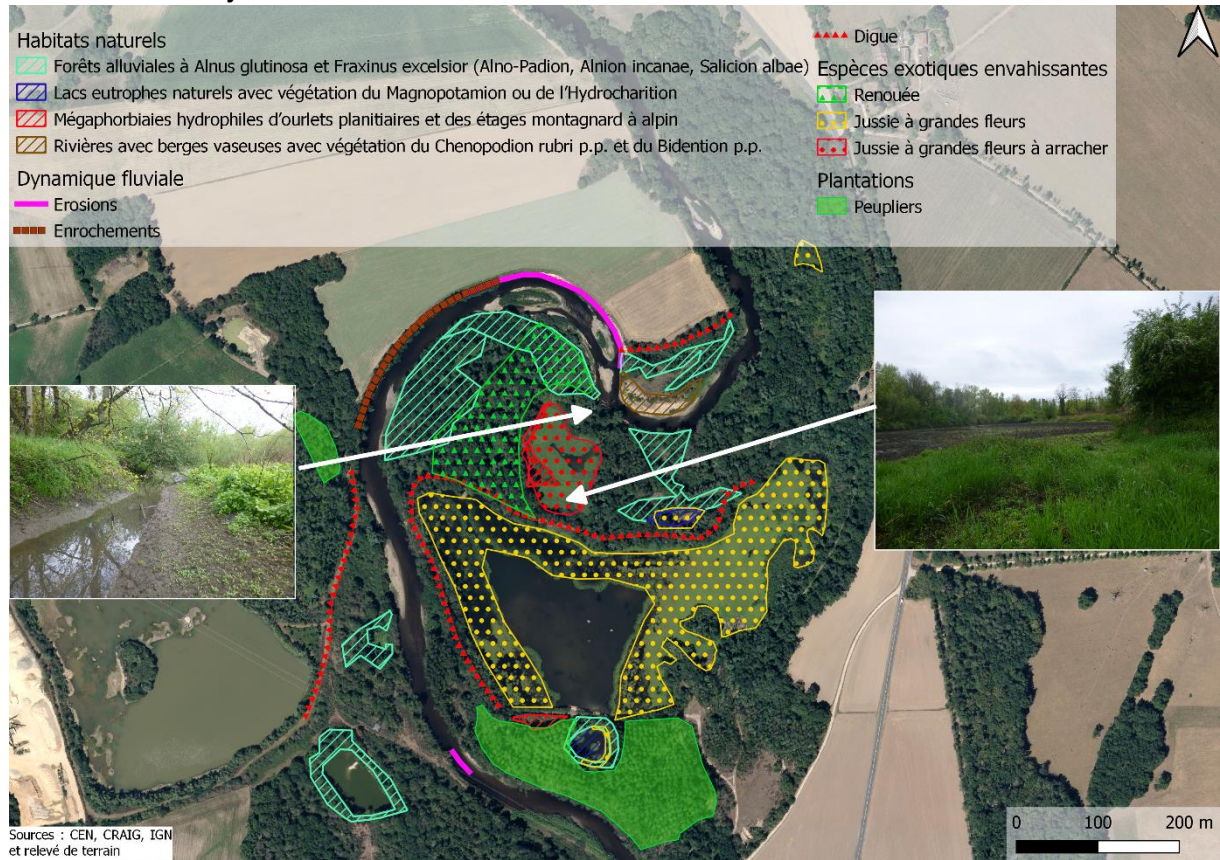 Habitats naturels
Forêts alluviales à Alnus glutinosa et Fraxinus excelsior (Alno-Padion, Alnion incanae, Salicion albae)
Lacs eutrophes naturels avec végétation du Magnopotamion ou de l'Hydrocharition
Mégaphorbiaies hydrophiles d'ourlets planitiaires et des étages montagnard à alpin
Rivières avec berges vaseuses avec végétation du Chenopodion rubri p.p. et du Bidention p.p.
Dynamique fluviale
Erosions
Enrochements
Digue
Espèces exotiques envahissantes
Renouée
Jussie à grandes fleurs
Jussie à grandes fleurs à arracher
Plantations
Peupliers
Sources : CEN, CRAIG, IGN
et relevé de terrain
0 100 200 m